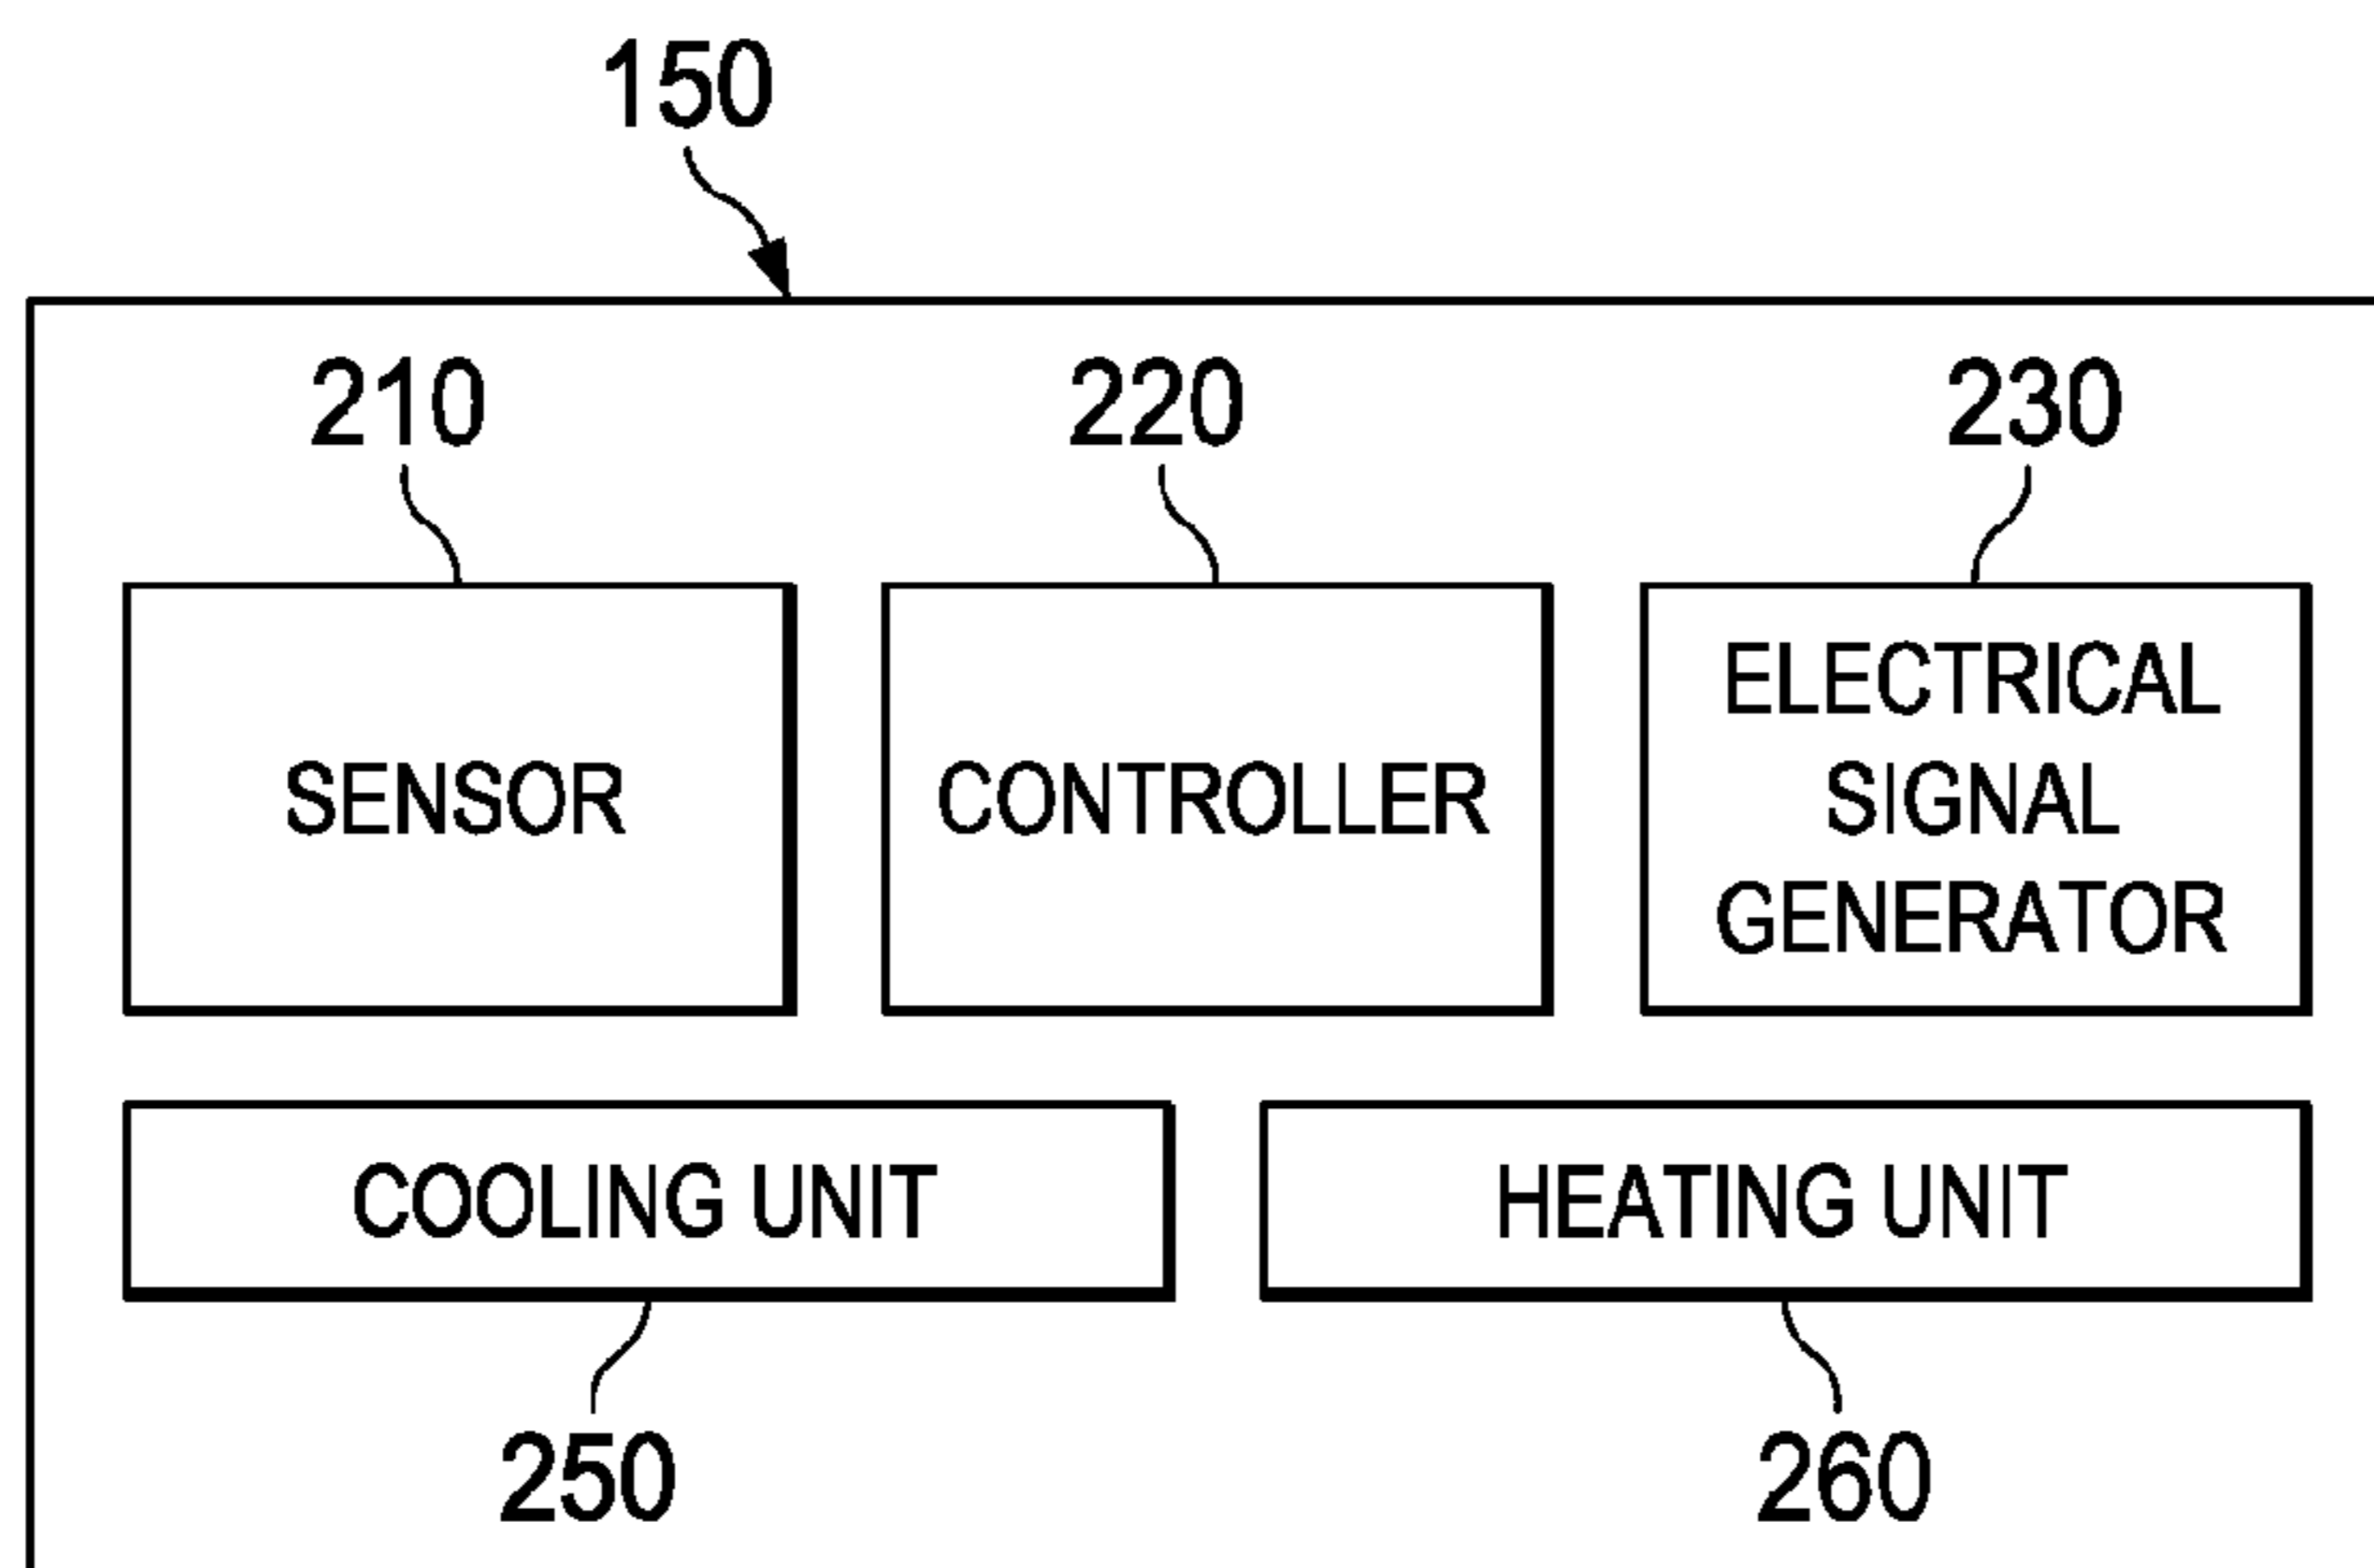 150
210 220 230
SENSOR
CONTROLLER
ELECTRICAL
SIGNAL
GENERATOR
COOLING UNIT
HEATING UNIT
250 260